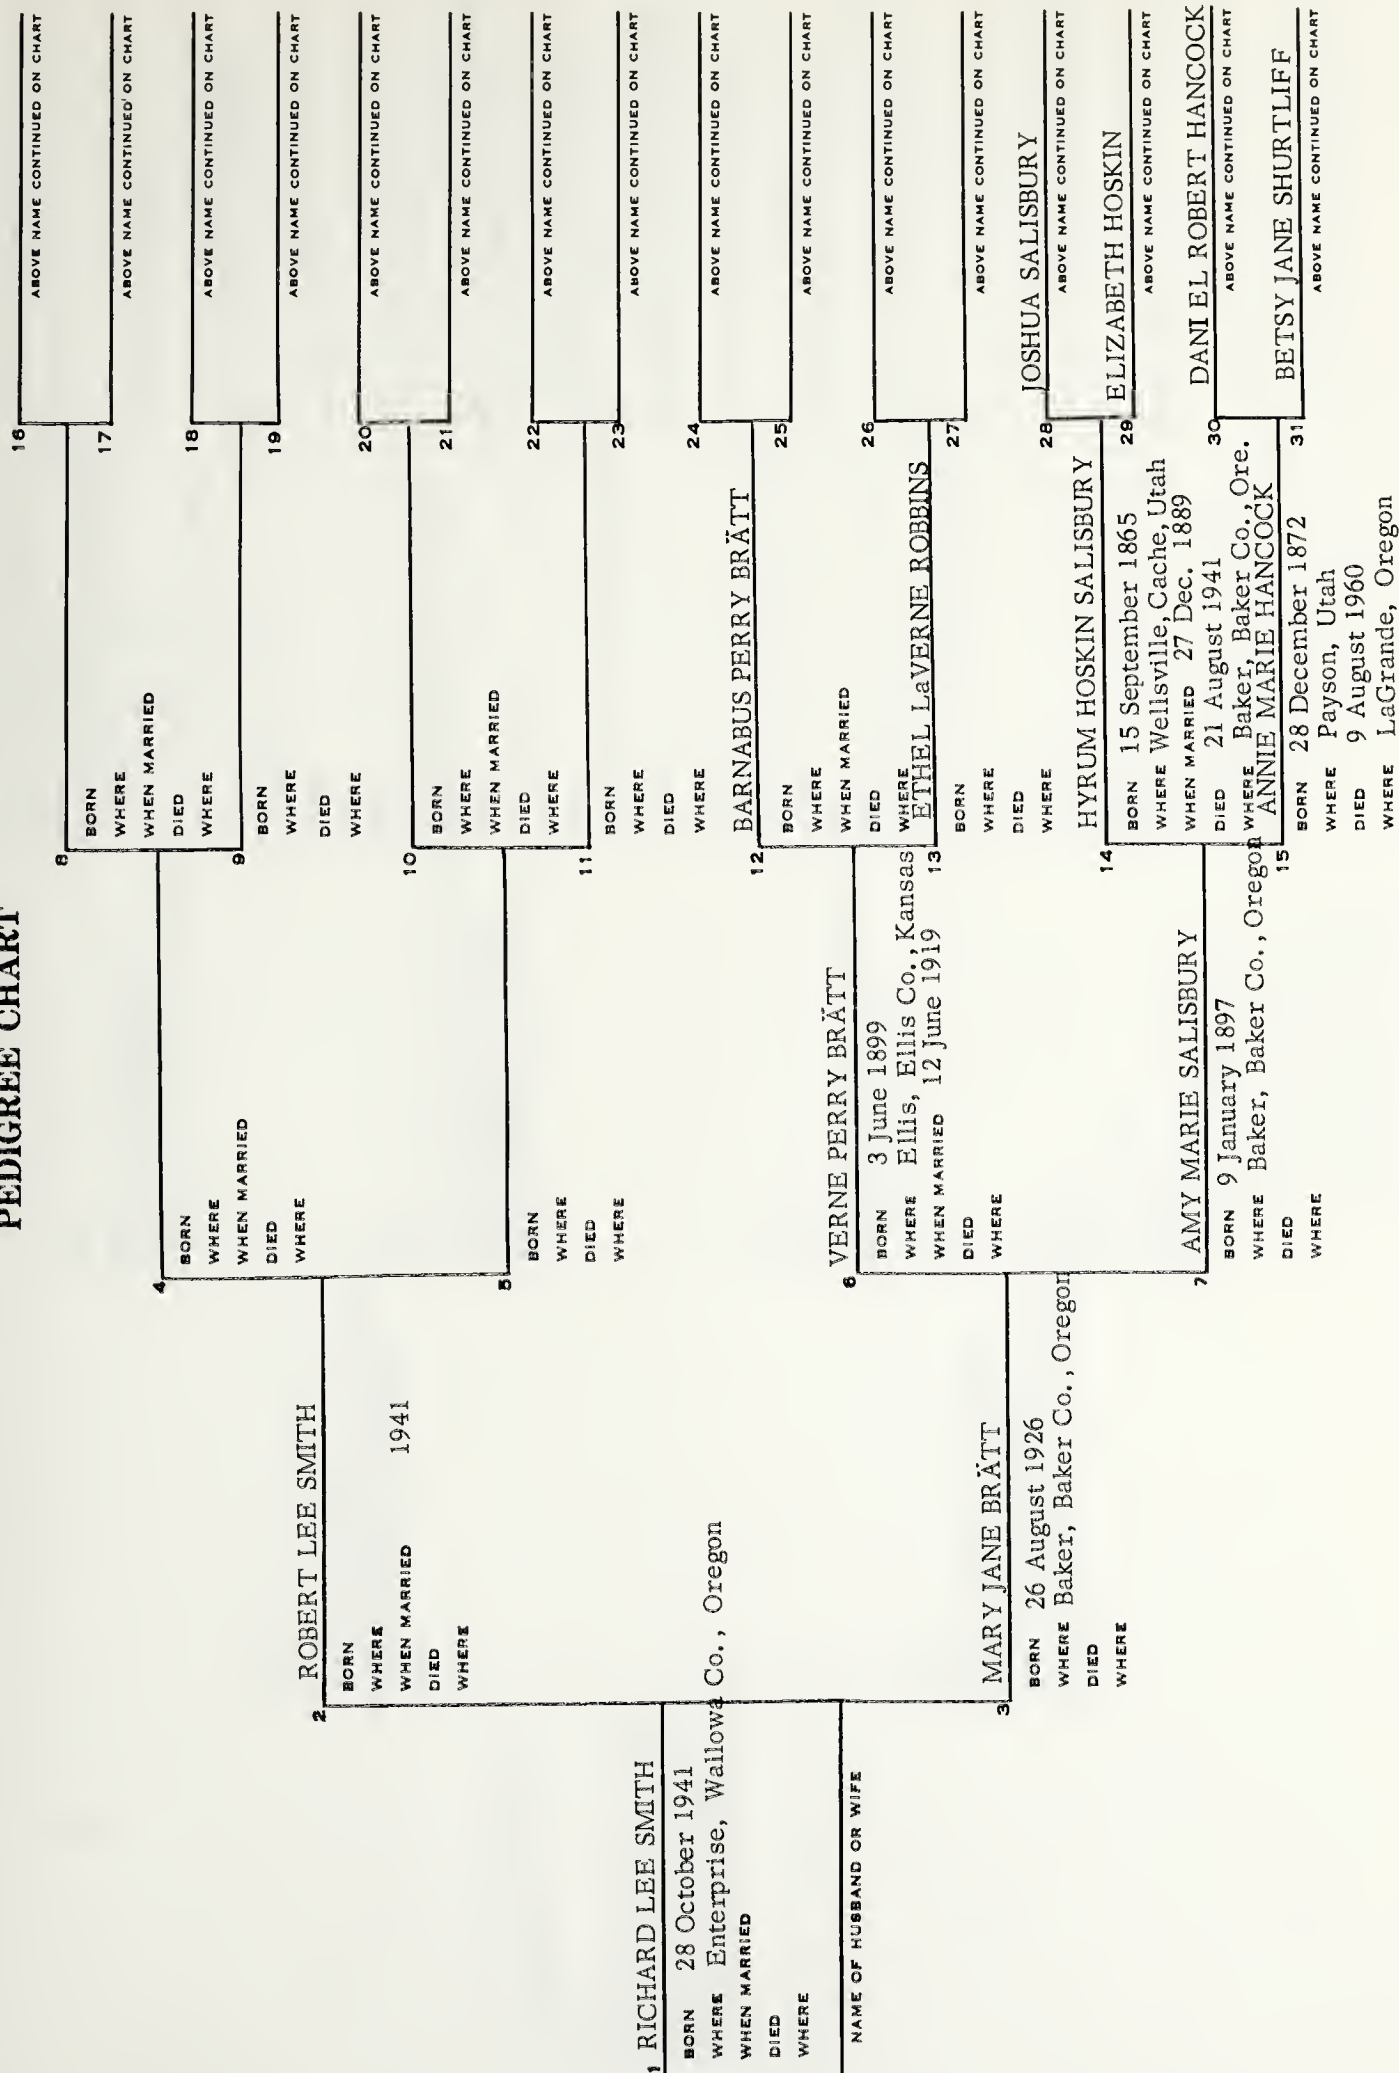 PEDIGREE CHART
1 RICHARD LEE SMITH
BORN 28 October 1941
WHERE Enterprise, Wallowa Co., Oregon
WHEN MARRIED
DIED
WHERE
NAME OF HUSBAND OR WIFE
2
ROBERT LEE SMITH
BORN
WHERE
WHEN MARRIED 1941
DIED
WHERE
3
MARY JANE BRÄTT
BORN 26 August 1926
WHERE Baker, Baker Co., Oregon
DIED
WHERE
4
BORN
WHERE
WHEN MARRIED
DIED
WHERE
5
BORN
WHERE
DIED
WHERE
6
VERNE PERRY BRÄTT
BORN 3 June 1899
WHERE Ellis, Ellis Co., Kansas
WHEN MARRIED 12 June 1919
DIED
WHERE
7
AMY MARIE SALISBURY
BORN 9 January 1897
WHERE Baker, Baker Co., Oregon
DIED
WHERE
8
BORN
WHERE
WHEN MARRIED
DIED
WHERE
9
BORN
WHERE
DIED
WHERE
10
BORN
WHERE
WHEN MARRIED
DIED
WHERE
11
BORN
WHERE
DIED
WHERE
12
BARNABUS PERRY BRÄTT
BORN
WHERE
WHEN MARRIED
DIED
WHERE
13
ETHEL LaVERNE ROBBINS
BORN
WHERE
DIED
WHERE
14
HYRUM HOSKIN SALISBURY
BORN 15 September 1865
WHERE Wellsville, Cache, Utah
WHEN MARRIED 27 Dec. 1889
DIED 21 August 1941
WHERE Baker, Baker Co., Ore.
15
ANNIE MARIE HANCOCK
BORN 28 December 1872
WHERE Payson, Utah
DIED 9 August 1960
WHERE LaGrande, Oregon
16
ABOVE NAME CONTINUED ON CHART
17
ABOVE NAME CONTINUED ON CHART
18
ABOVE NAME CONTINUED ON CHART
19
ABOVE NAME CONTINUED ON CHART
20
ABOVE NAME CONTINUED ON CHART
21
ABOVE NAME CONTINUED ON CHART
22
ABOVE NAME CONTINUED ON CHART
23
ABOVE NAME CONTINUED ON CHART
24
ABOVE NAME CONTINUED ON CHART
25
ABOVE NAME CONTINUED ON CHART
26
ABOVE NAME CONTINUED ON CHART
27
ABOVE NAME CONTINUED ON CHART
28
JOSHUA SALISBURY
ABOVE NAME CONTINUED ON CHART
29
ELIZABETH HOSKIN
ABOVE NAME CONTINUED ON CHART
30
DANIEL ROBERT HANCOCK
ABOVE NAME CONTINUED ON CHART
31
BETSY JANE SHURTLIFF
ABOVE NAME CONTINUED ON CHART